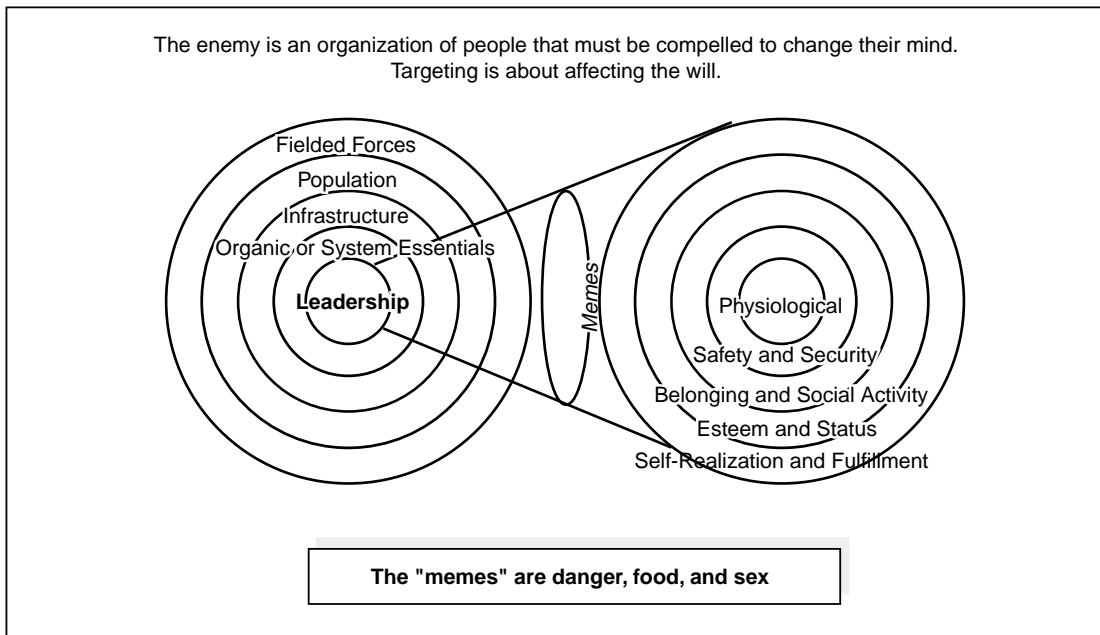 The enemy is an organization of people that must be compelled to change their mind.
Targeting is about affecting the will.
Fielded Forces
Population
Infrastructure
Organic or System Essentials
Leadership
Memes
Physiological
Safety and Security
Belonging and Social Activity
Esteem and Status
Self-Realization and Fulfillment
The "memes" are danger, food, and sex